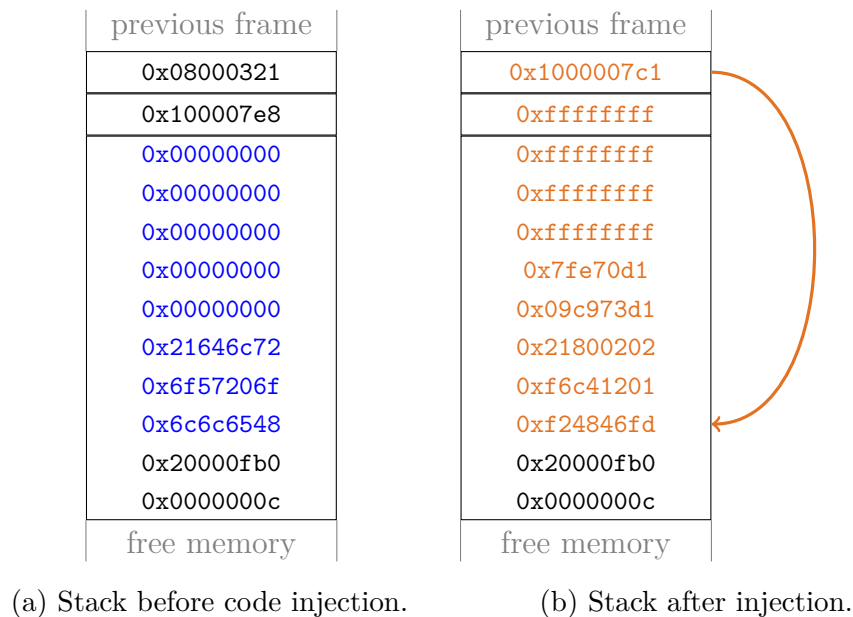 previous frame previous frame
0x08000321 0x1000007c1
0x100007e8 0xffffffff
0x00000000 0xffffffff
0x00000000 0xffffffff
0x00000000 0xffffffff
0x00000000 0x7fe70d1
0x00000000 0x09c973d1
0x21646c72 0x21800202
0x6f57206f 0xf6c41201
0x6c6c6548 0xf24846fd
0x20000fb0 0x20000fb0
0x0000000c 0x0000000c
free memory free memory
(a) Stack before code injection. (b) Stack after injection.